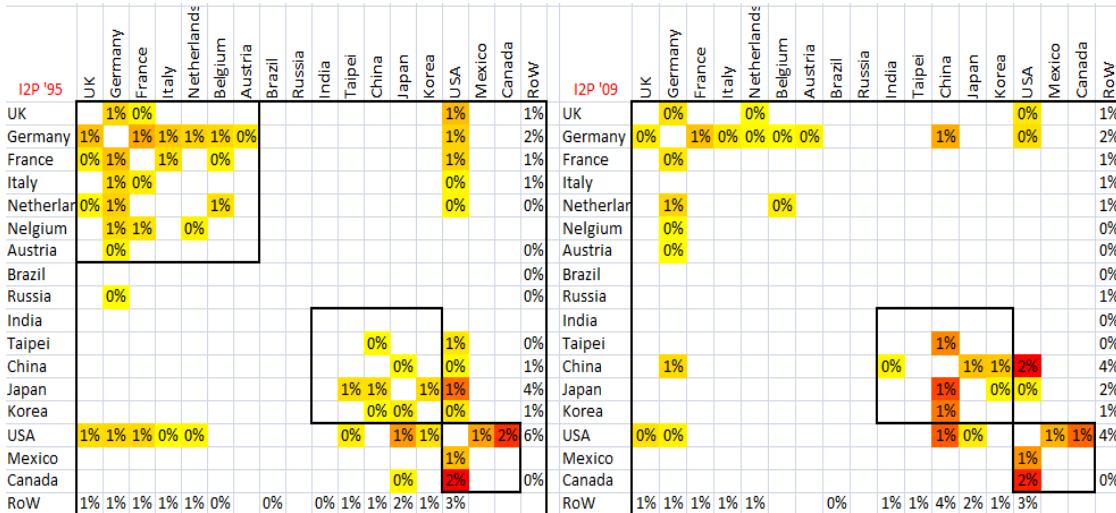 I2P '95 UK Germany France Italy Netherlands Belgium Austria Brazil Russia India Taipei China Japan Korea USA Mexico Canada RoW I2P '09 UK Germany France Italy Netherlands Belgium Austria Brazil Russia India Taipei China Japan Korea USA Mexico Canada RoW
UK 1% 0% 1% 1% UK 0% 0% 0% 1%
Germany 1% 1% 1% 1% 1% 0% 1% 2% Germany 0% 1% 0% 0% 0% 0% 1% 0% 2%
France 0% 1% 1% 0% 1% 1% France 0% 1%
Italy 1% 0% 0% 1% Italy 1%
Netherlar 0% 1% 1% 0% 0% Netherlar 1% 0% 1%
Nelgium 1% 1% 0% Nelgium 0% 0%
Austria 0% 0% Austria 0% 0%
Brazil 0% Brazil 0%
Russia 0% 0% Russia 1%
India India 0%
Taipei 0% 1% 0% Taipei 1% 0%
China 0% 0% 1% China 1% 0% 1% 1% 2% 4%
Japan 1% 1% 1% 1% 4% Japan 1% 0% 0% 2%
Korea 0% 0% 0% 1% Korea 1% 1%
USA 1% 1% 1% 0% 0% 0% 1% 1% 1% 2% 6% USA 0% 0% 1% 0% 1% 1% 4%
Mexico 1% Mexico 1%
Canada 0% 2% 0% Canada 2% 0%
RoW 1% 1% 1% 1% 1% 0% 0% 0% 1% 1% 2% 1% 3% RoW 1% 1% 1% 1% 1% 0% 1% 1% 4% 2% 1% 3%